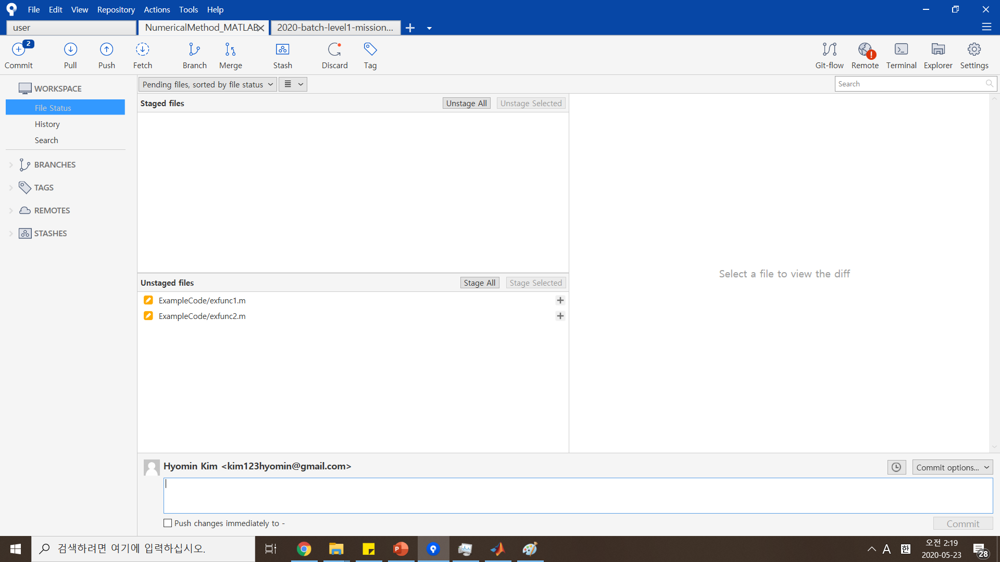 File Edit View Repository Actions Tools Help
user NumericalMethod_MATLAB 2020-batch-level1-mission...
2
Commit Pull Push Fetch Branch Merge Stash Discard Tag Git-flow Remote Terminal Explorer Settings
WORKSPACE
File Status
History
Search
BRANCHES
TAGS
REMOTES
STASHES
Pending files, sorted by file status
Search
Staged files Unstage All Unstage Selected
Select a file to view the diff
Unstaged files Stage All Stage Selected
ExampleCode/exfunc1.m
ExampleCode/exfunc2.m
Hyomin Kim <kim123hyomin@gmail.com>
Commit options...
Push changes immediately to -
Commit
검색하려면 여기에 입력하십시오.
A 한 오전 2:19
2020-05-23
28